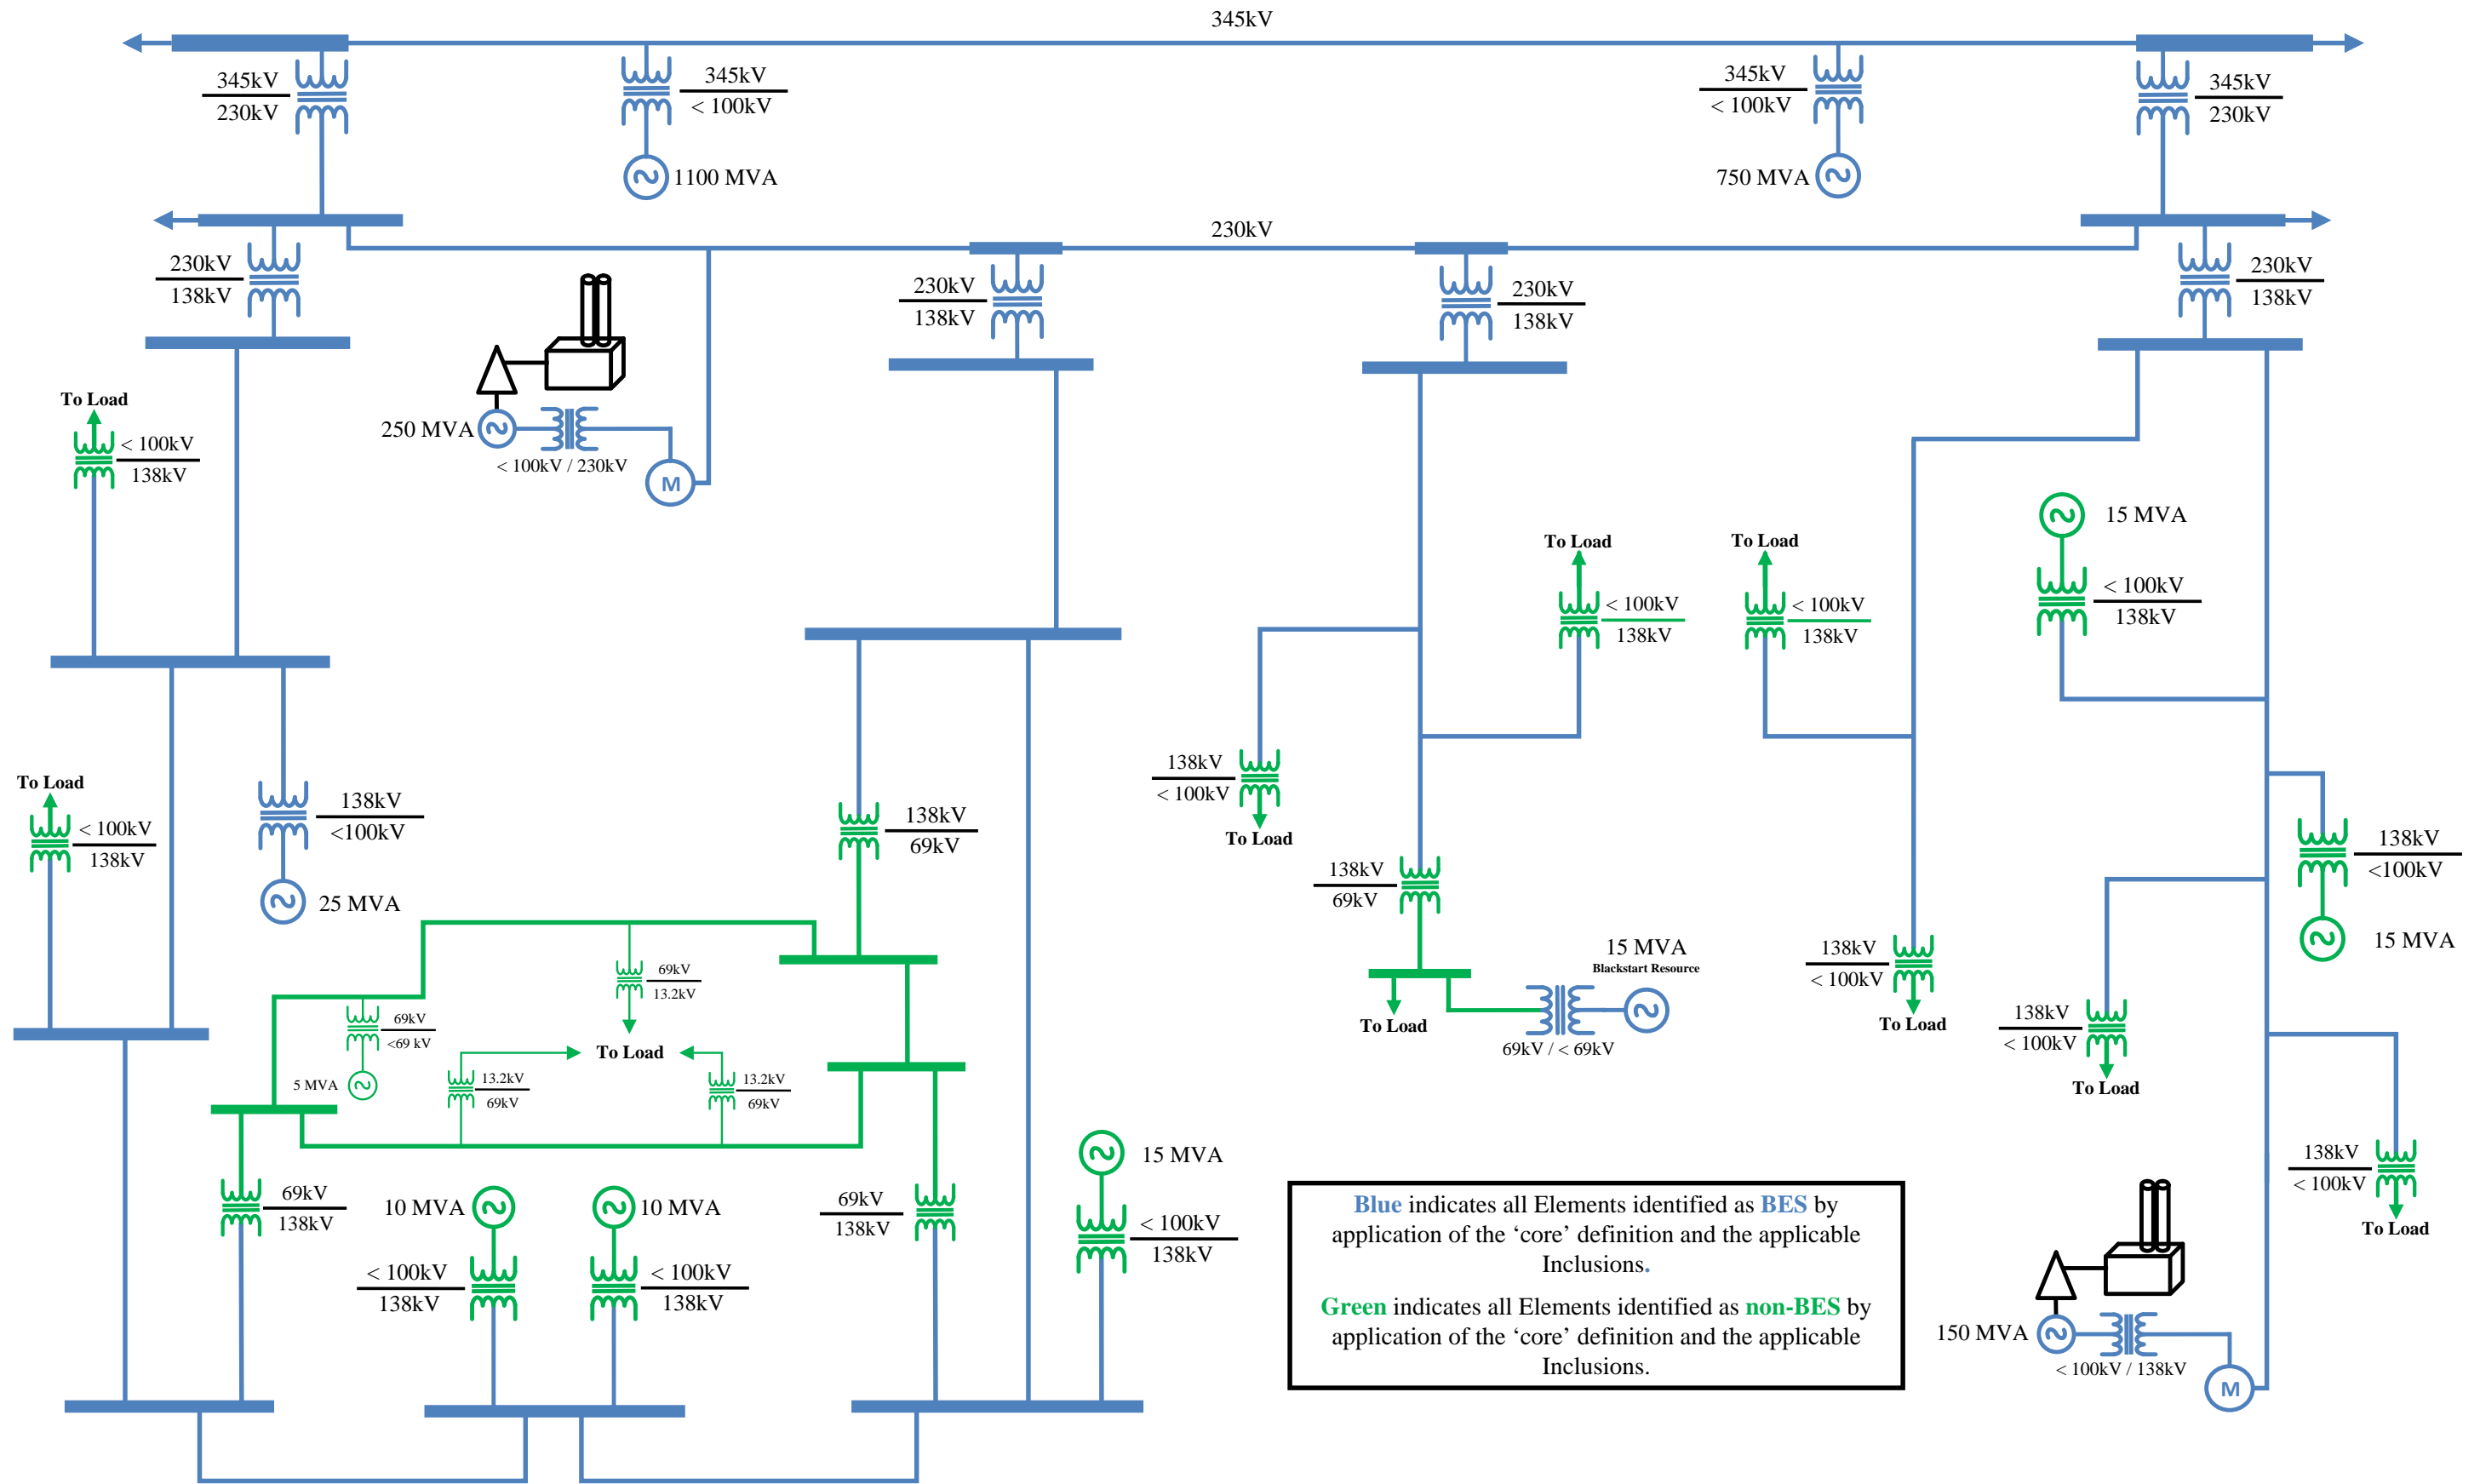 345kV
345kV
230kV
345kV
< 100kV
1100 MVA
345kV
< 100kV
750 MVA
345kV
230kV
230kV
230kV
138kV
230kV
138kV
230kV
138kV
230kV
138kV
250 MVA
< 100kV / 230kV
M
To Load
< 100kV
138kV
To Load
< 100kV
138kV
To Load
< 100kV
138kV
15 MVA
< 100kV
138kV
To Load
< 100kV
138kV
138kV
<100kV
25 MVA
138kV
69kV
138kV
< 100kV
To Load
138kV
69kV
To Load
15 MVA
Blackstart Resource
69kV / < 69kV
138kV
< 100kV
To Load
138kV
<100kV
15 MVA
138kV
< 100kV
To Load
138kV
< 100kV
To Load
69kV
13.2kV
69kV
<69 kV
5 MVA
To Load
13.2kV
69kV
13.2kV
69kV
69kV
138kV
10 MVA
< 100kV
138kV
10 MVA
< 100kV
138kV
69kV
138kV
15 MVA
< 100kV
138kV
Blue indicates all Elements identified as BES by
application of the ‘core’ definition and the applicable
Inclusions.
Green indicates all Elements identified as non-BES by
application of the ‘core’ definition and the applicable
Inclusions.
150 MVA
< 100kV / 138kV
M